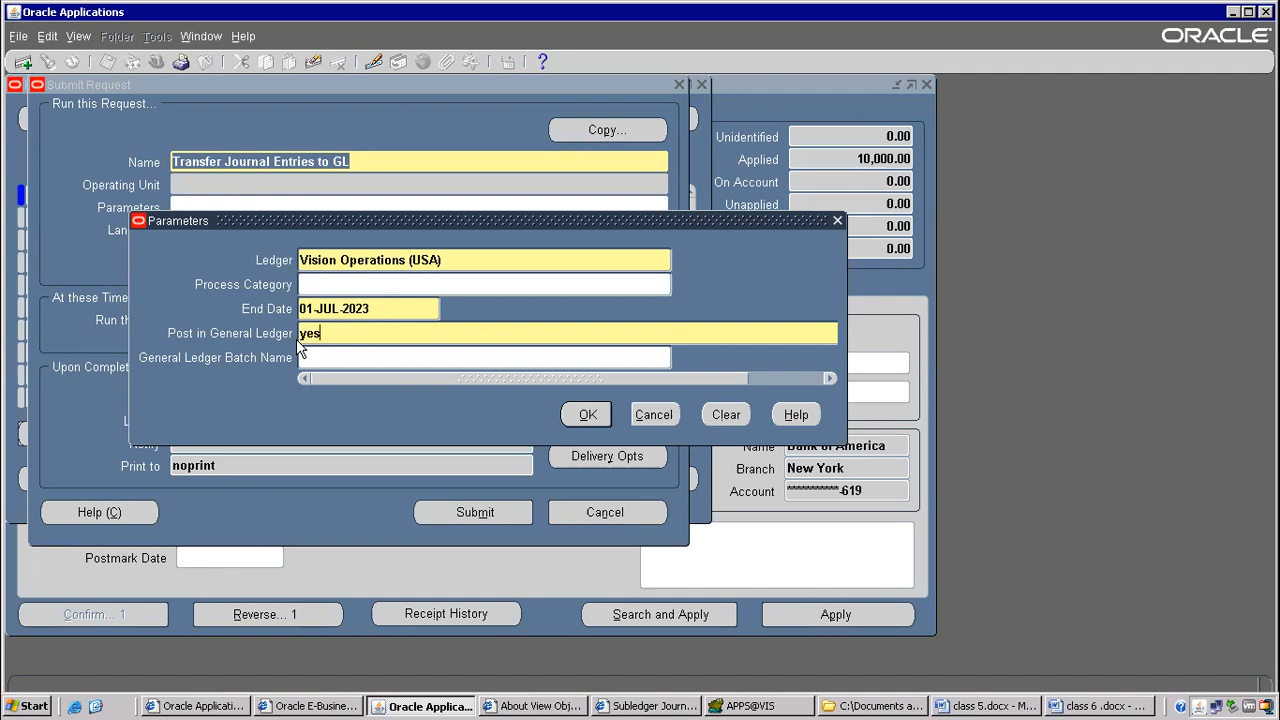 Oracle Applications
File Edit View Folder Tools Window Help
ORACLE
Submit Request
Run this Request...
Copy...
Name Transfer Journal Entries to GL
Operating Unit
Parameters
Lan
At these Time
Run th
Upon Complet
Print to noprint
Delivery Opts
Help (C) Submit Cancel
Parameters
Ledger Vision Operations (USA)
Process Category
End Date 01-JUL-2023
Post in General Ledger yes
General Ledger Batch Name
OK Cancel Clear Help
Unidentified 0.00
Applied 10,000.00
On Account 0.00
Unapplied 0.00
0.00
0.00
Name Bank of America
Branch New York
Account ***********-619
Postmark Date
Confirm... 1 Reverse... 1 Receipt History Search and Apply Apply
Start Oracle Applicati... Oracle E-Busine... Oracle Applica... About View Obj... Subledger Journ... APPS@VIS C:\Documents a... class 5.docx - M... class 6 .docx - ...